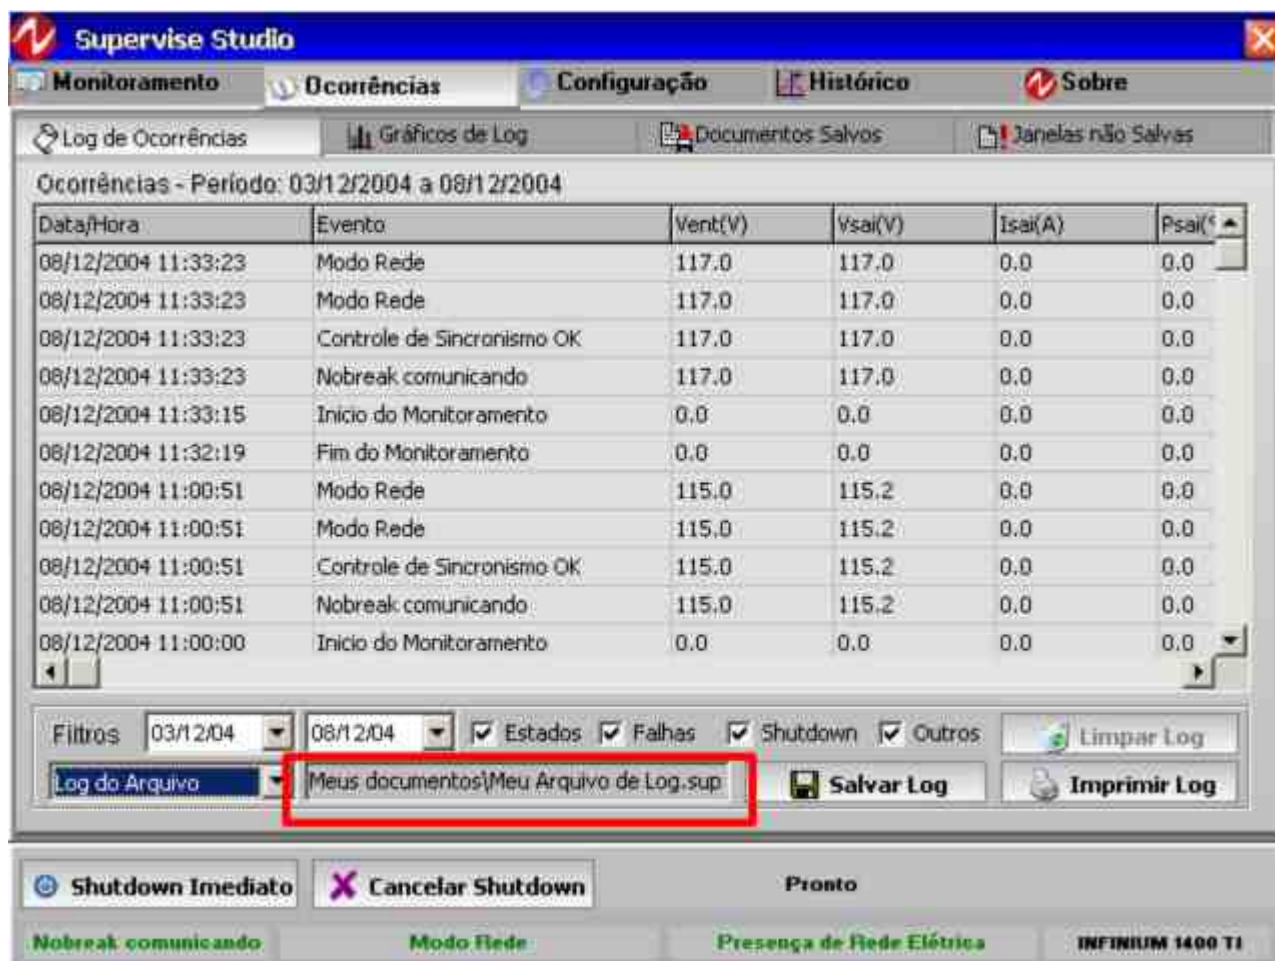 Supervise Studio
Monitoramento Ocorrências Configuração Histórico Sobre
Log de Ocorrências Gráficos de Log Documentos Salvos Janelas não Salvas
Ocorrências - Período: 03/12/2004 a 08/12/2004
Data/Hora Evento Vent(V) Vsai(V) Isai(A) Psai(
08/12/2004 11:33:23 Modo Rede 117.0 117.0 0.0 0.0
08/12/2004 11:33:23 Modo Rede 117.0 117.0 0.0 0.0
08/12/2004 11:33:23 Controle de Sincronismo OK 117.0 117.0 0.0 0.0
08/12/2004 11:33:23 Nobreak comunicando 117.0 117.0 0.0 0.0
08/12/2004 11:33:15 Inicio do Monitoramento 0.0 0.0 0.0 0.0
08/12/2004 11:32:19 Fim do Monitoramento 0.0 0.0 0.0 0.0
08/12/2004 11:00:51 Modo Rede 115.0 115.2 0.0 0.0
08/12/2004 11:00:51 Modo Rede 115.0 115.2 0.0 0.0
08/12/2004 11:00:51 Controle de Sincronismo OK 115.0 115.2 0.0 0.0
08/12/2004 11:00:51 Nobreak comunicando 115.0 115.2 0.0 0.0
08/12/2004 11:00:00 Inicio do Monitoramento 0.0 0.0 0.0 0.0
Filtros 03/12/04 08/12/04 Estados Falhas Shutdown Outros Limpar Log
Log do Arquivo Meus documentos\Meu Arquivo de Log.sup Salvar Log Imprimir Log
Shutdown Imediato Cancelar Shutdown Pronto
Nobreak comunicando Modo Rede Presença de Rede Elétrica INFINIUM 1400 TI